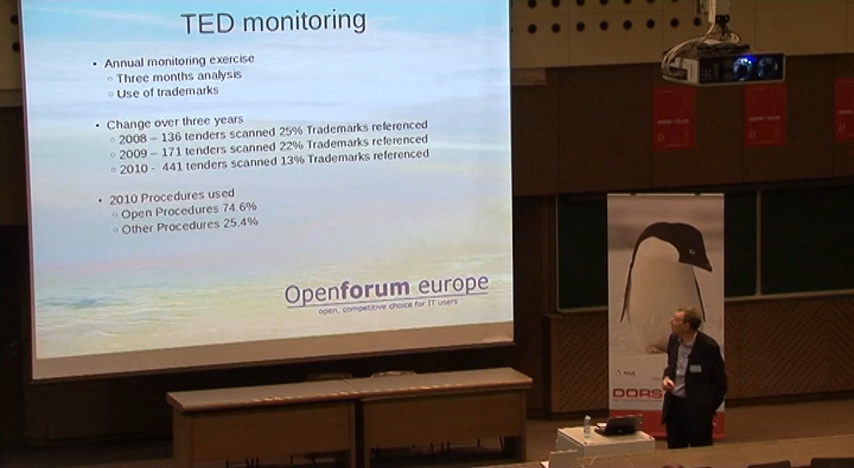 TED monitoring
• Annual monitoring exercise
○ Three months analysis
○ Use of trademarks
• Change over three years
○ 2008 – 136 tenders scanned 25% Trademarks referenced
○ 2009 – 171 tenders scanned 22% Trademarks referenced
○ 2010 - 441 tenders scanned 13% Trademarks referenced
• 2010 Procedures used
○ Open Procedures 74.6%
○ Other Procedures 25.4%
Openforum europe
open, competitive choice for IT users
DORS